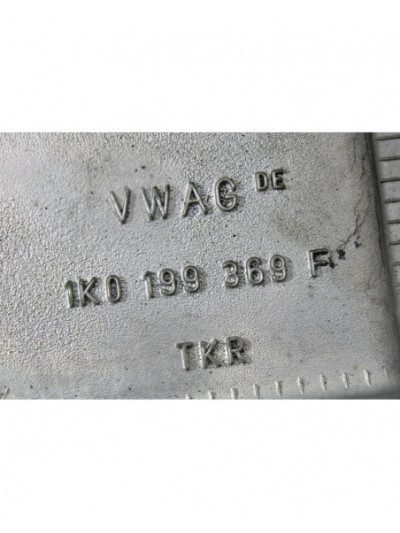 VWAG DE
1K0 199 369 F
TKR